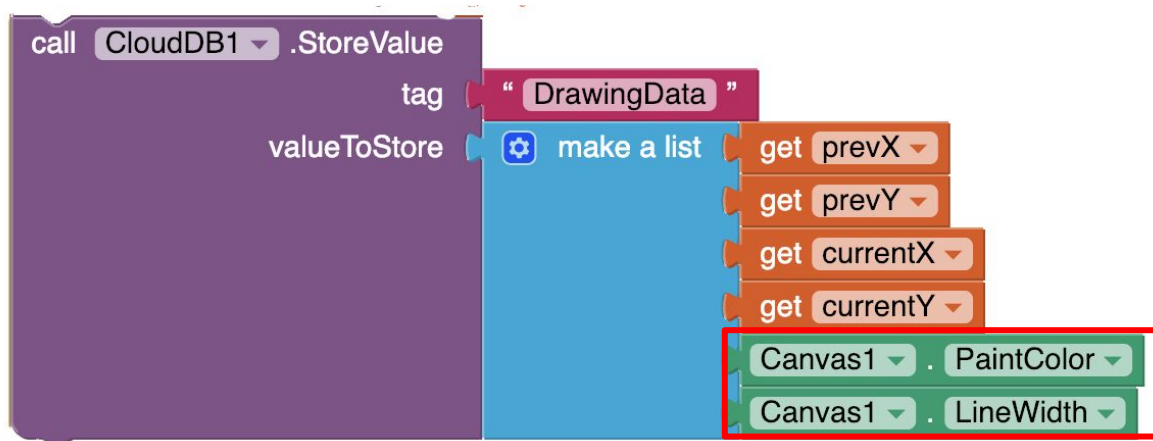 call CloudDB1 .StoreValue
tag " DrawingData "
valueToStore make a list get prevX
get prevY
get currentX
get currentY
Canvas1 . PaintColor
Canvas1 . LineWidth